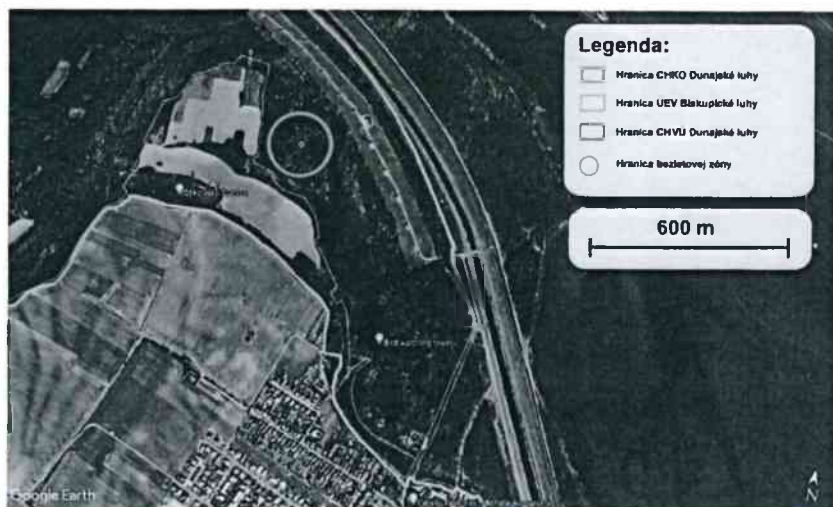 Legenda:
Hranica CHKO Dunajské luhy
Hranica UEV Biskupické luhy
Hranica CHVU Dunajské luhy
Hranica bezletovej zóny
600 m
Google Earth
N